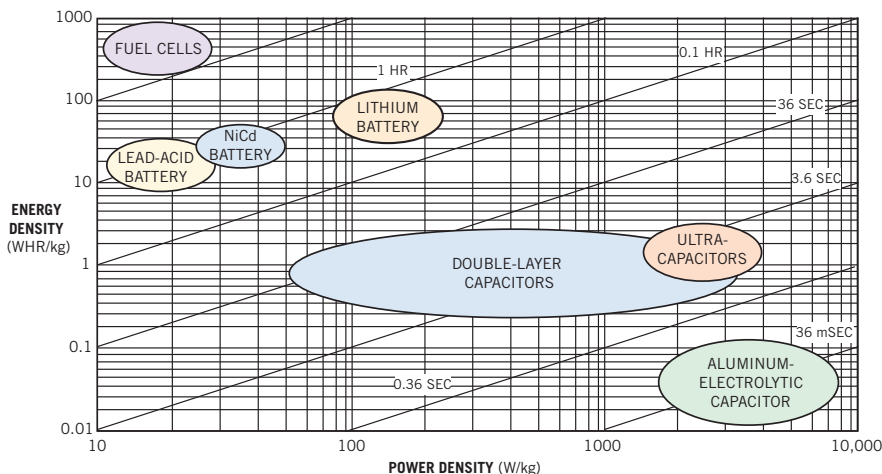 1000
FUEL CELLS
0.1 HR
1 HR
100
LITHIUM
BATTERY
36 SEC
NiCd
BATTERY
LEAD-ACID
BATTERY
10
3.6 SEC
ENERGY
DENSITY
(WHR/kg)
ULTRA-
CAPACITORS
1
DOUBLE-LAYER
CAPACITORS
36 mSEC
0.1
ALUMINUM-
ELECTROLYTIC
CAPACITOR
0.36 SEC
0.01
10
100
1000
10,000
POWER DENSITY (W/kg)